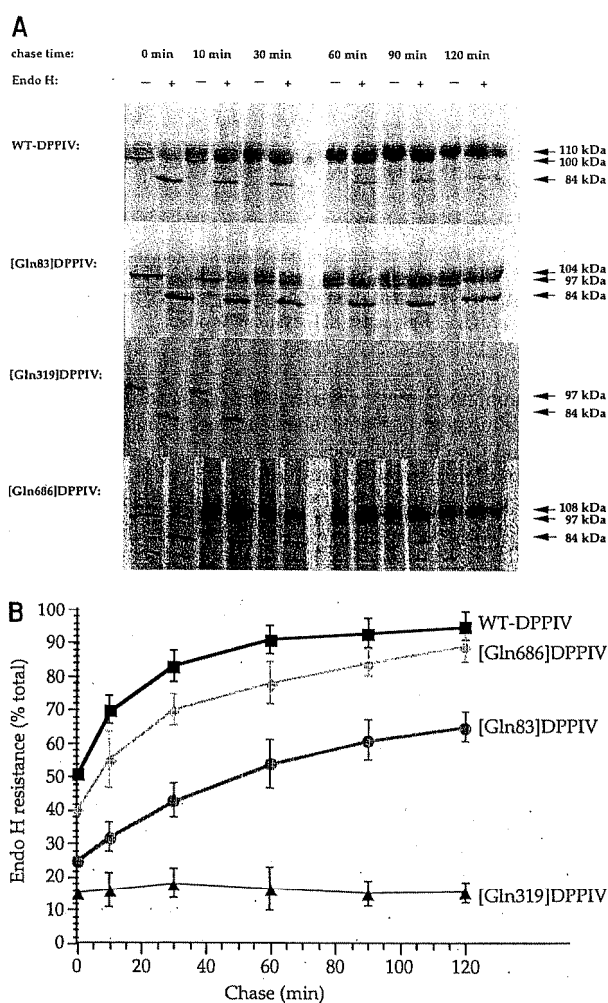 A
chase time: 0 min 10 min 30 min 60 min 90 min 120 min
Endo H: − + − + − + − + − + − +
WT-DPPIV:
110 kDa
100 kDa
84 kDa
[Gln83]DPPIV:
104 kDa
97 kDa
84 kDa
[Gln319]DPPIV:
97 kDa
84 kDa
[Gln686]DPPIV:
108 kDa
97 kDa
84 kDa
B
Endo H resistance (% total)
100
90
80
70
60
50
40
30
20
10
0
WT-DPPIV
[Gln686]DPPIV
[Gln83]DPPIV
[Gln319]DPPIV
0 20 40 60 80 100 120
Chase (min)